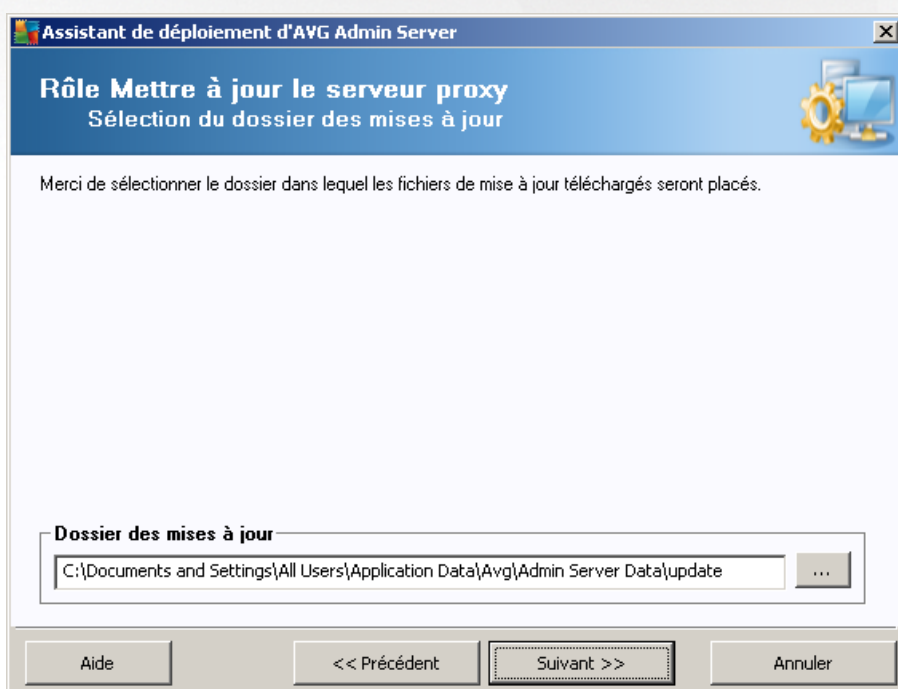 Assistant de déploiement d'AVG Admin Server
Rôle Mettre à jour le serveur proxy
Sélection du dossier des mises à jour
Merci de sélectionner le dossier dans lequel les fichiers de mise à jour téléchargés seront placés.
Dossier des mises à jour
C:\Documents and Settings\All Users\Application Data\Avg\Admin Server Data\update
...
Aide
<< Précédent
Suivant >>
Annuler